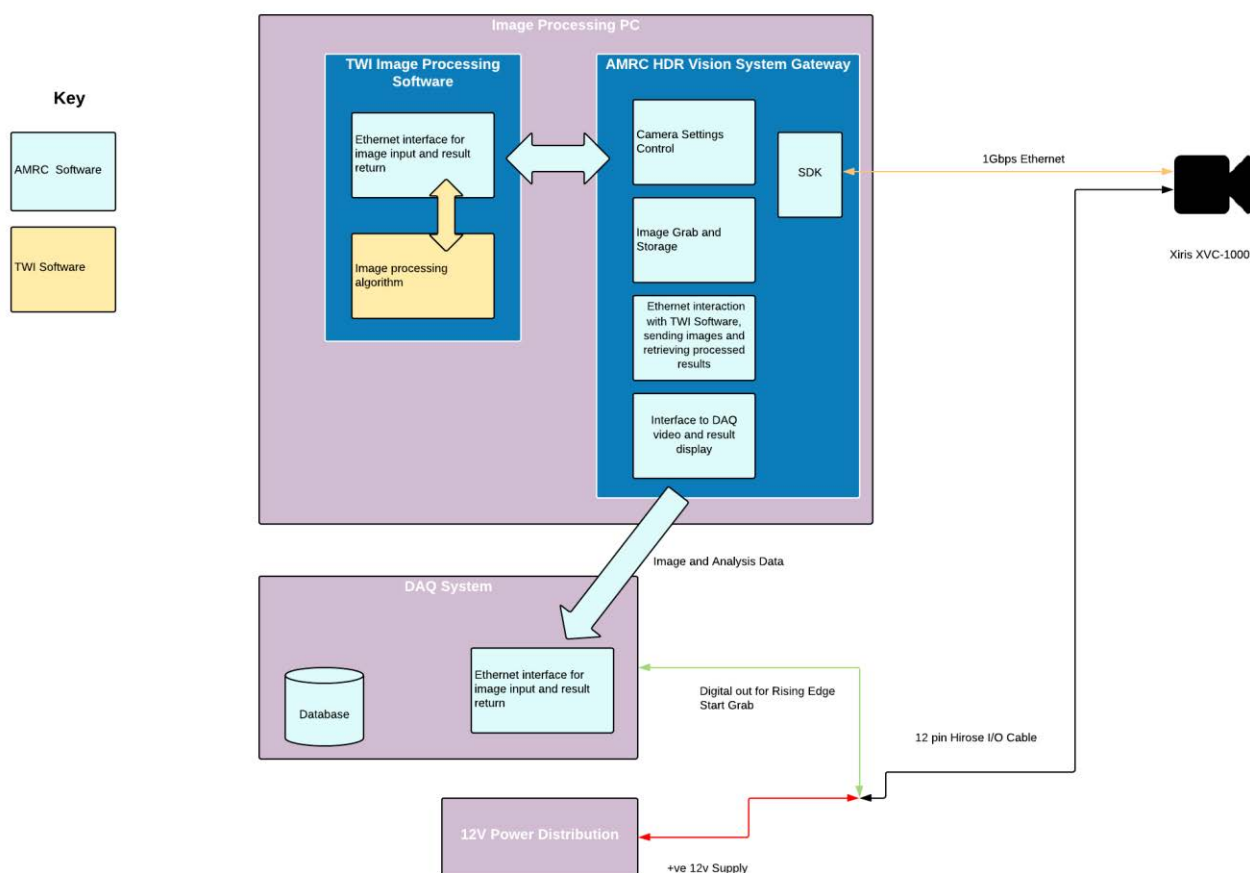 Image Processing PC
TWI Image Processing
Software
AMRC HDR Vision System Gateway
Key
AMRC Software
TWI Software
Ethernet interface for
image input and result
return
Image processing
algorithm
Camera Settings
Control
SDK
Image Grab and
Storage
Ethernet interaction
with TWI Software,
sending images and
retrieving processed
results
Interface to DAQ
video and result
display
1Gbps Ethernet
Xiris XVC-1000
Image and Analysis Data
DAQ System
Database
Ethernet interface for
image input and result
return
Digital out for Rising Edge
Start Grab
12 pin Hirose I/O Cable
12V Power Distribution
+ve 12v Supply